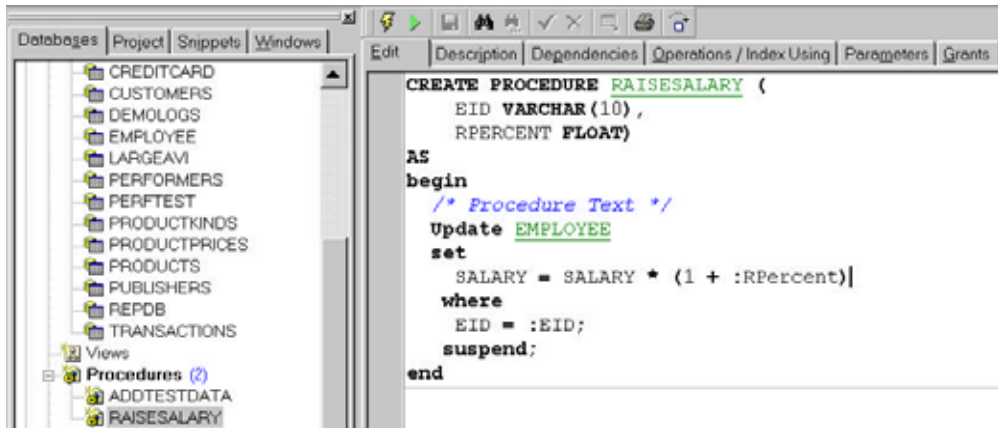 Databases Project Snippets Windows
CREDITCARD
CUSTOMERS
DEMOLOGS
EMPLOYEE
LARGEAVI
PERFORMERS
PERFTEST
PRODUCTKINDS
PRODUCTPRICES
PRODUCTS
PUBLISHERS
REPDB
TRANSACTIONS
Views
Procedures (2)
ADDTESTDATA
RAISESALARY
Edit Description Dependencies Operations / Index Using Parameters Grants
CREATE PROCEDURE RAISESALARY (
EID VARCHAR(10),
RPERCENT FLOAT)
AS
begin
/* Procedure Text */
Update EMPLOYEE
set
SALARY = SALARY * (1 + :RPercent)
where
EID = :EID;
suspend;
end